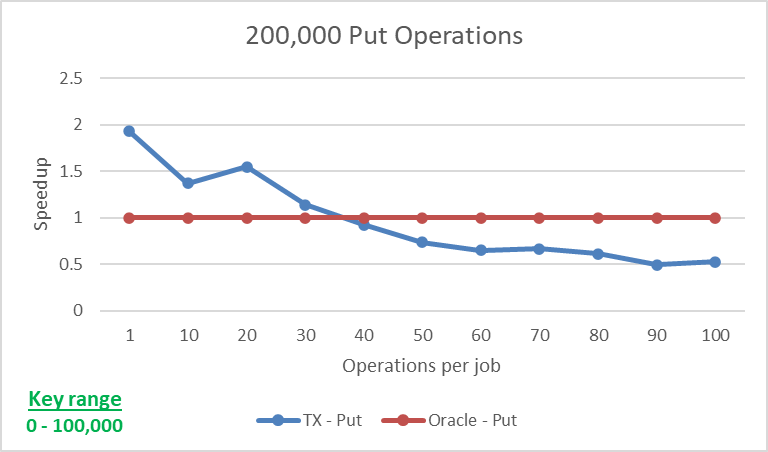 200,000 Put Operations
2.5
2
1.5
1
0.5
0
Speedup
1 10 20 30 40 50 60 70 80 90 100
Operations per job
Key range
0 - 100,000
TX - Put Oracle - Put